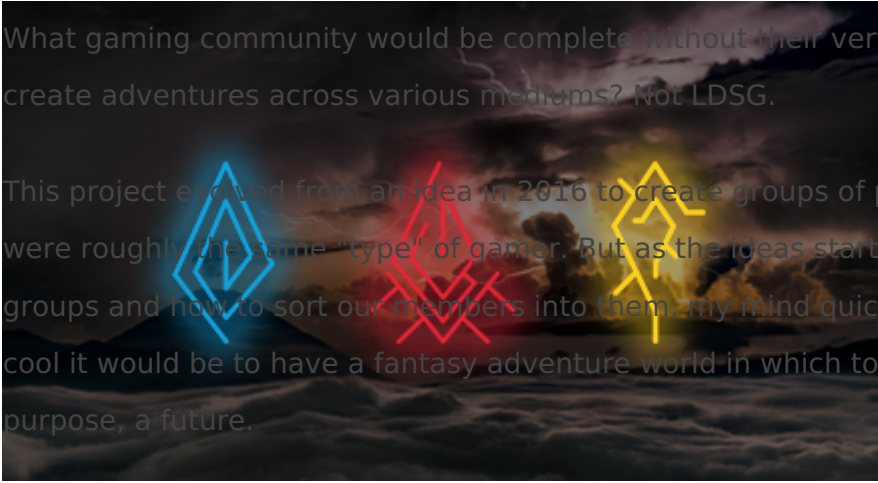 What gaming community would be complete without their ver
create adventures across various mediums? Not LDSG.
This project evolved from an idea in 2016 to create groups of p
were roughly the same "type" of gamer. But as the ideas start
groups and how to sort our members into them, my mind quic
cool it would be to have a fantasy adventure world in which to
purpose, a future.